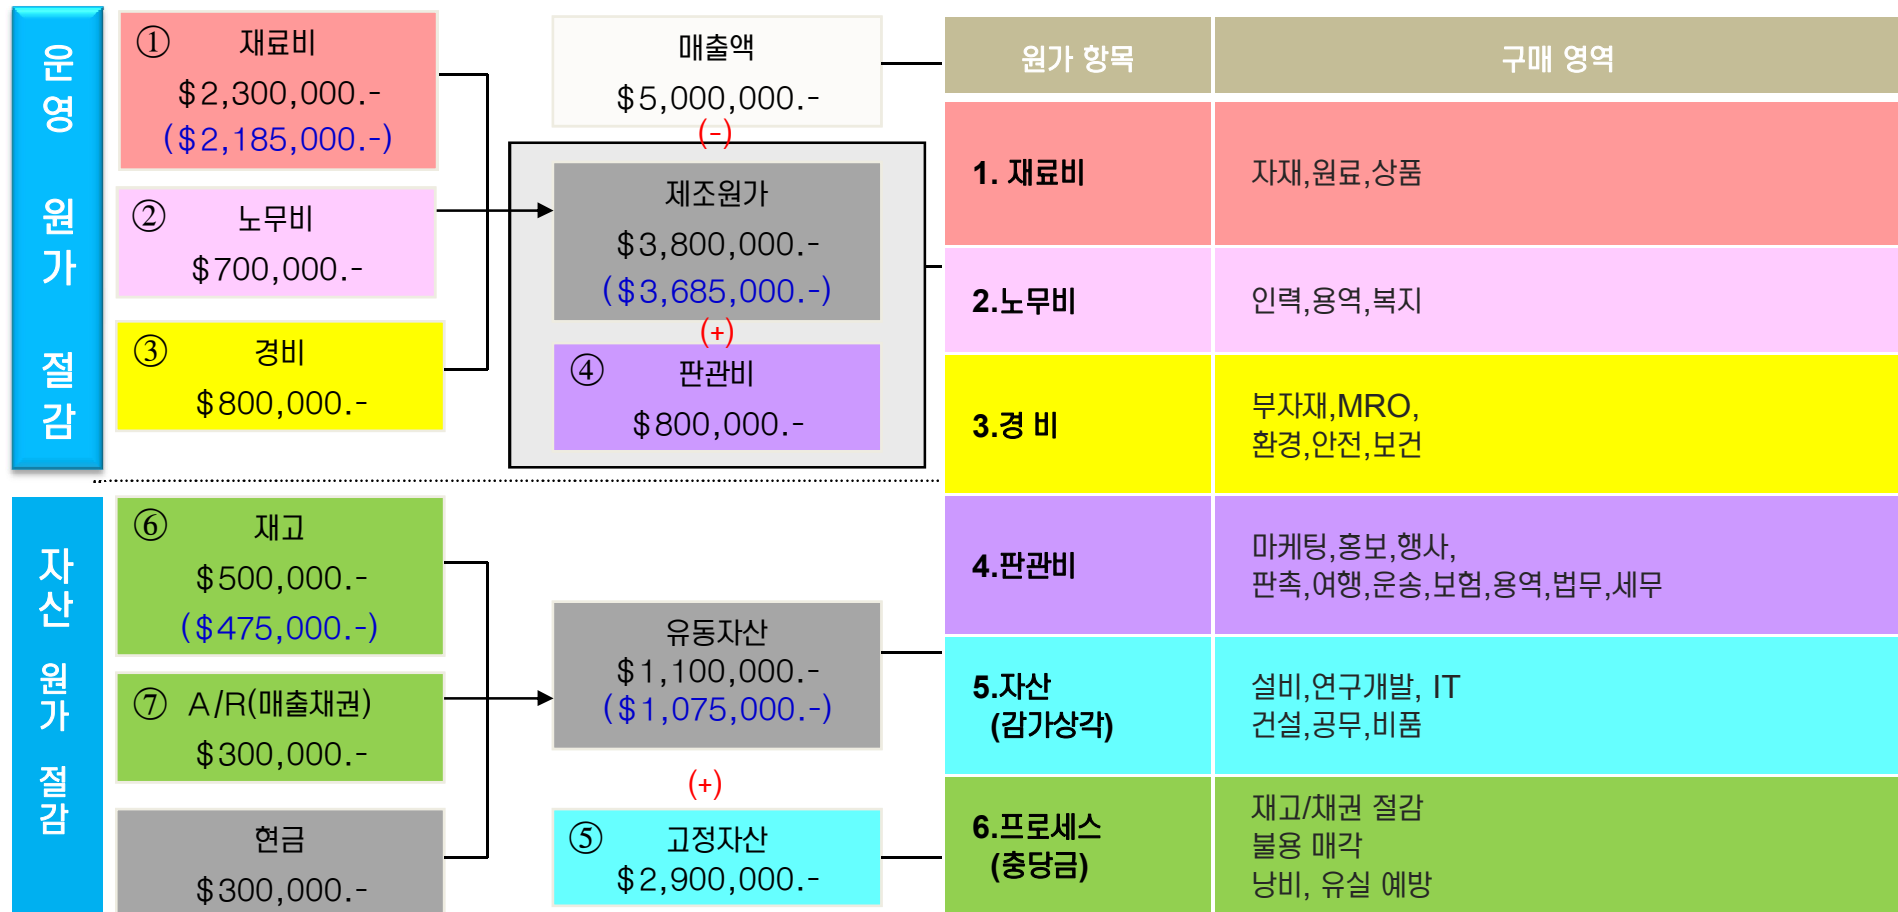 운영 원가 절감
① 재료비
$2,300,000.-
($2,185,000.-)
② 노무비
$700,000.-
③ 경비
$800,000.-
매출액
$5,000,000.-
(-)
제조원가
$3,800,000.-
($3,685,000.-)
(+)
④ 판관비
$800,000.-
자산 원가 절감
⑥ 재고
$500,000.-
($475,000.-)
⑦ A/R(매출채권)
$300,000.-
현금
$300,000.-
유동자산
$1,100,000.-
($1,075,000.-)
(+)
⑤ 고정자산
$2,900,000.-
원가 항목 구매 영역
1. 재료비 자재,원료,상품
2.노무비 인력,용역,복지
3.경 비
부자재,MRO,
환경,안전,보건
4.판관비
마케팅,홍보,행사,
판촉,여행,운송,보험,용역,법무,세무
5.자산
(감가상각)
설비,연구개발, IT
건설,공무,비품
6.프로세스
(충당금)
재고/채권 절감
불용 매각
낭비, 유실 예방